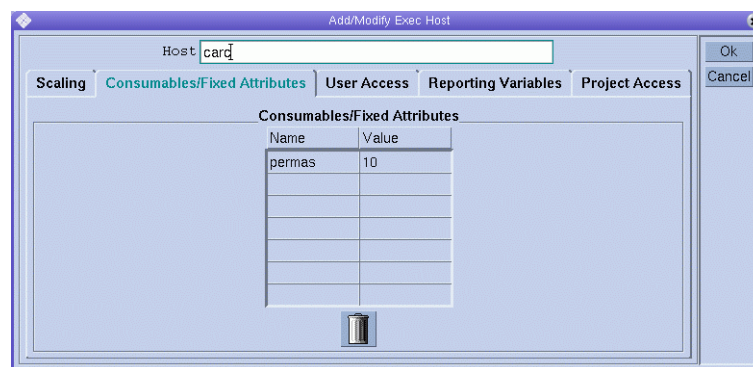 Add/Modify Exec Host
Host carc
Ok
Cancel
Scaling Consumables/Fixed Attributes User Access Reporting Variables Project Access
Consumables/Fixed Attributes
Name Value
permas 10